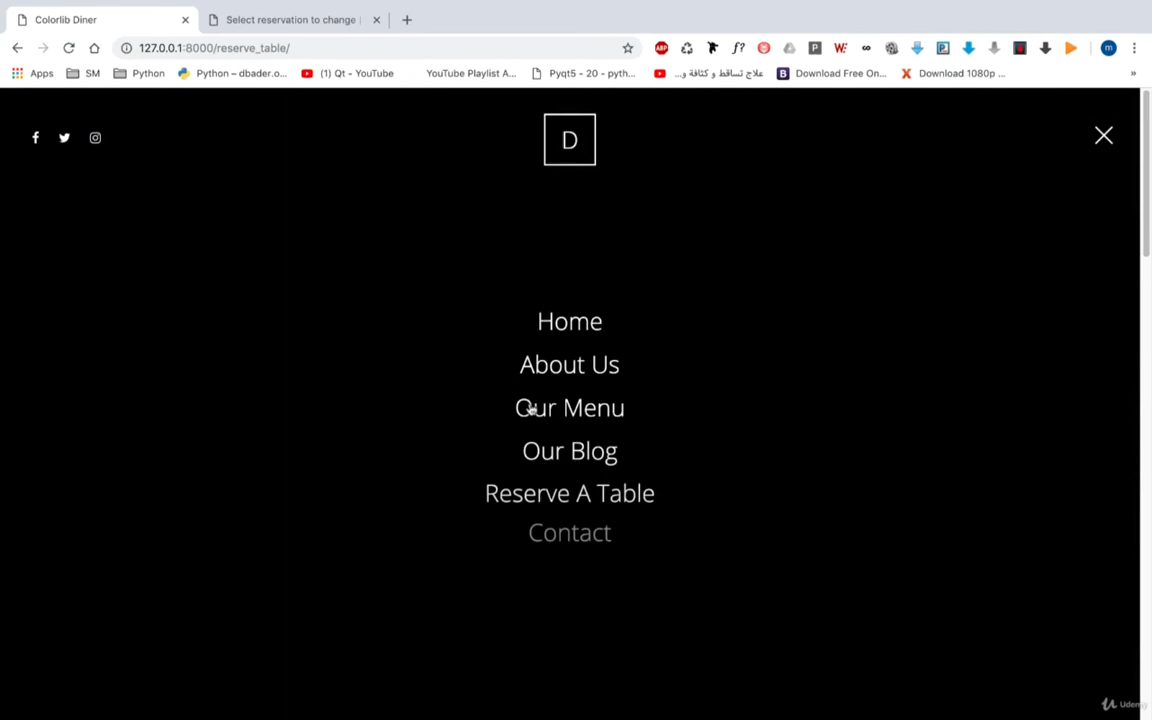 Colorlib Diner
Select reservation to change
127.0.0.1:8000/reserve_table/
ABP
f?
P
W
P
m
Apps
SM
Python
Python – dbader.o...
(1) Qt - YouTube
YouTube Playlist A...
Pyqt5 - 20 - pyth...
علاج تساقط و كثافة و...
B
Download Free On...
Download 1080p ...
»
D
Home
About Us
Our Menu
Our Blog
Reserve A Table
Contact
Udemy